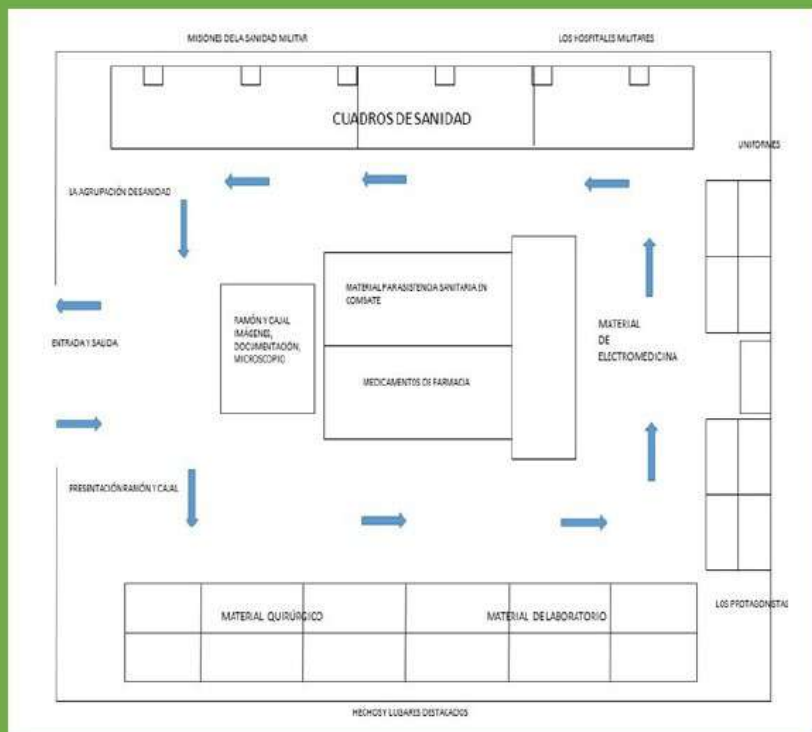 MISIONES DE LA SANIDAD MILITAR
LOS HOSPITALES MILITARES
CUADROS DE SANIDAD
UNIFORMES
LA AGRUPACIÓN DE SANIDAD
MATERIAL PARA SISTENCIA SANITARIA EN
COMBATE
RAMÓN Y CAJAL
IMÁGENES,
DOCUMENTACIÓN,
MICROSCOPIO
MATERIAL
DE
ELECTROMEDICINA
ENTRADA Y SALIDA
MEDICAMENTOS DE FARMACIA
PRESENTACIÓN RAMÓN Y CAJAL
LOS PROTAGONISTAS
MATERIAL QUIRÚRGICO
MATERIAL DE LABORATORIO
HECHOS Y LUGARES DESTACADOS